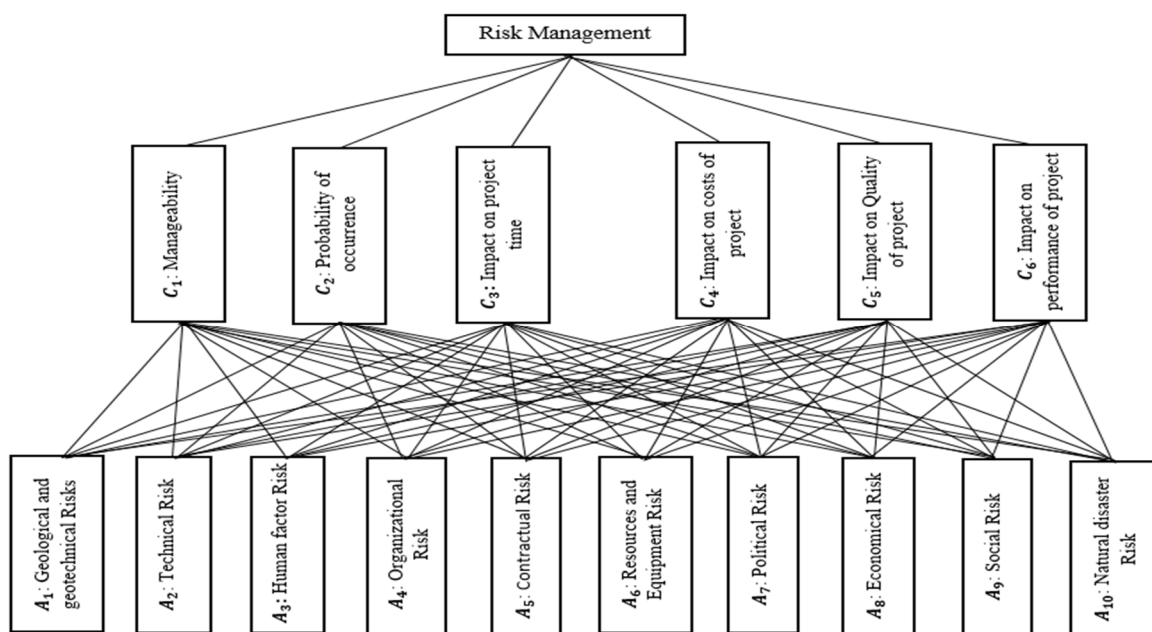 Risk Management
C₁: Manageability
C₂: Probability of
occurrence
C₃: Impact on project
time
C₄: Impact on costs of
project
C₅: Impact on Quality
of project
C₆: Impact on
performance of project
A₁: Geological and
geotechnical Risks
A₂: Technical Risk
A₃: Human factor Risk
A₄: Organizational
Risk
A₅: Contractual Risk
A₆: Resources and
Equipment Risk
A₇: Political Risk
A₈: Economical Risk
A₉: Social Risk
A₁₀: Natural disaster
Risk